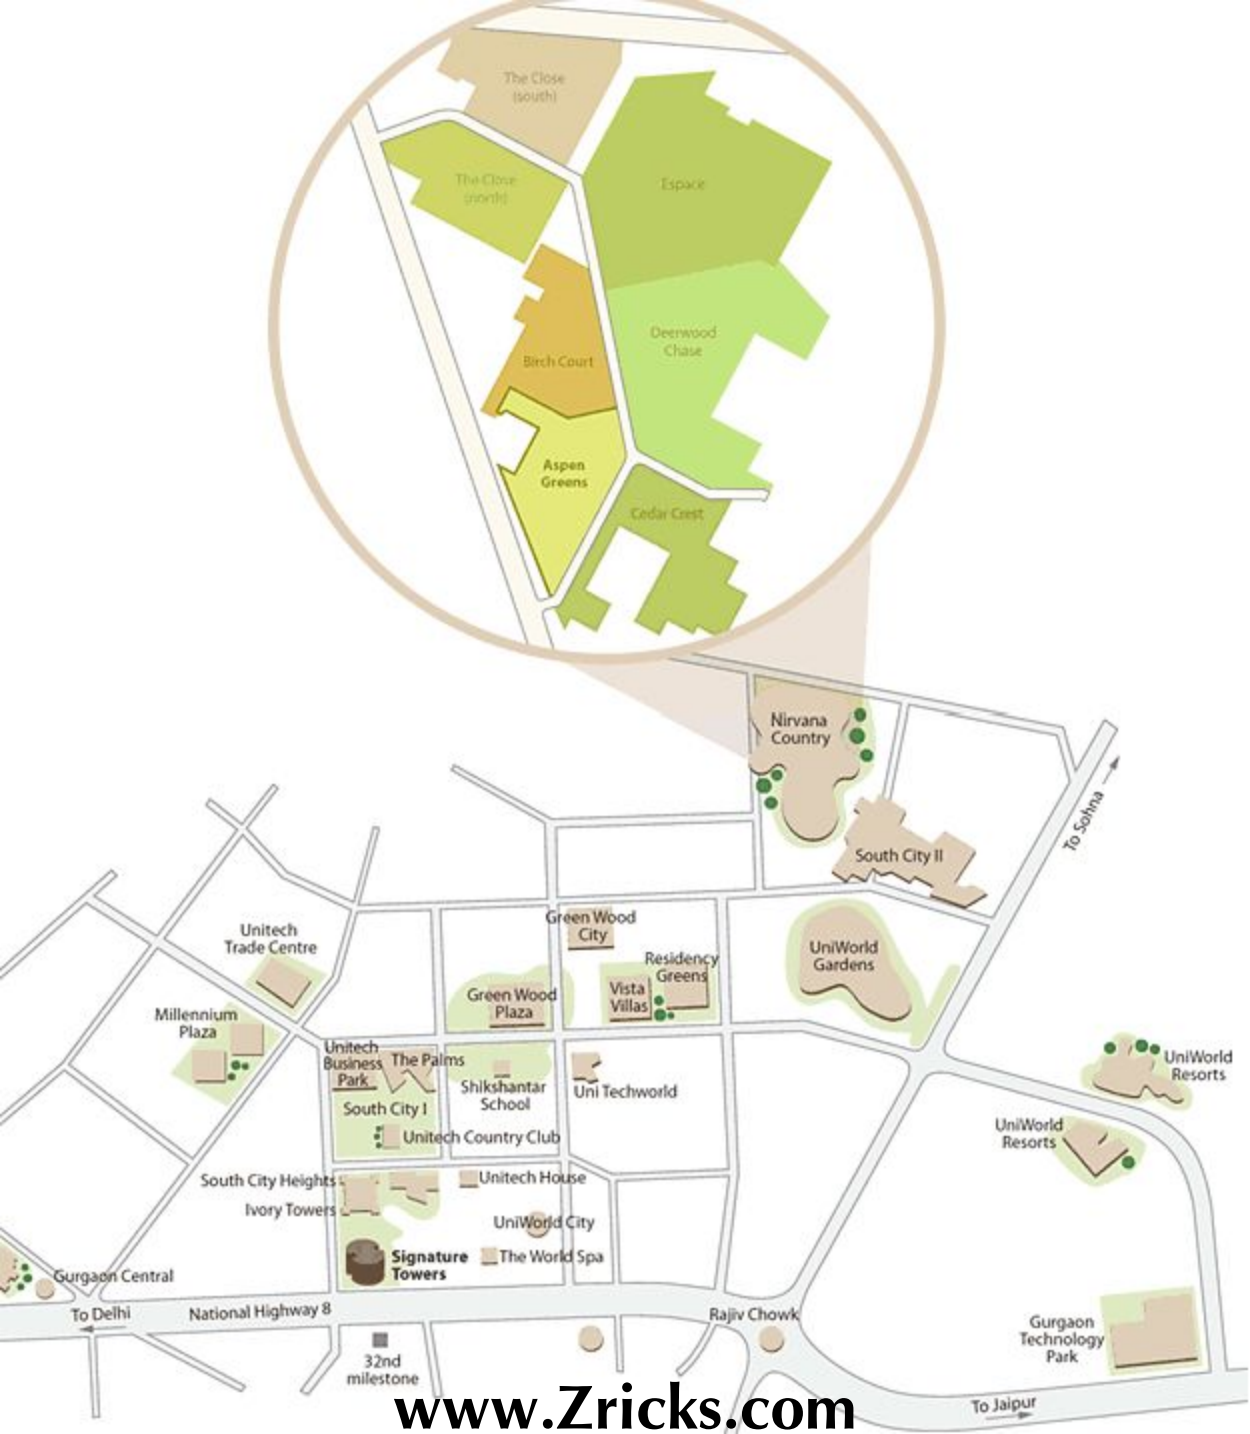 The Close
(south)
The Close
(north)
Espace
Deerwood
Chase
Birch Court
Aspen
Greens
Cedar Crest
Nirvana
Country
To Sohna
South City II
Unitech
Trade Centre
Green Wood
City
UniWorld
Gardens
Residency
Greens
Vista
Villas
Green Wood
Plaza
Millennium
Plaza
Unitech
Business
Park
The Palms
Shikshantar
School
Uni Techworld
UniWorld
Resorts
South City I
Unitech Country Club
UniWorld
Resorts
South City Heights
Unitech House
Ivory Towers
UniWorld City
Signature
Towers
The World Spa
Gurgaon Central
To Delhi
National Highway 8
Rajiv Chowk
Gurgaon
Technology
Park
32nd
milestone
To Jaipur
www.Zricks.com